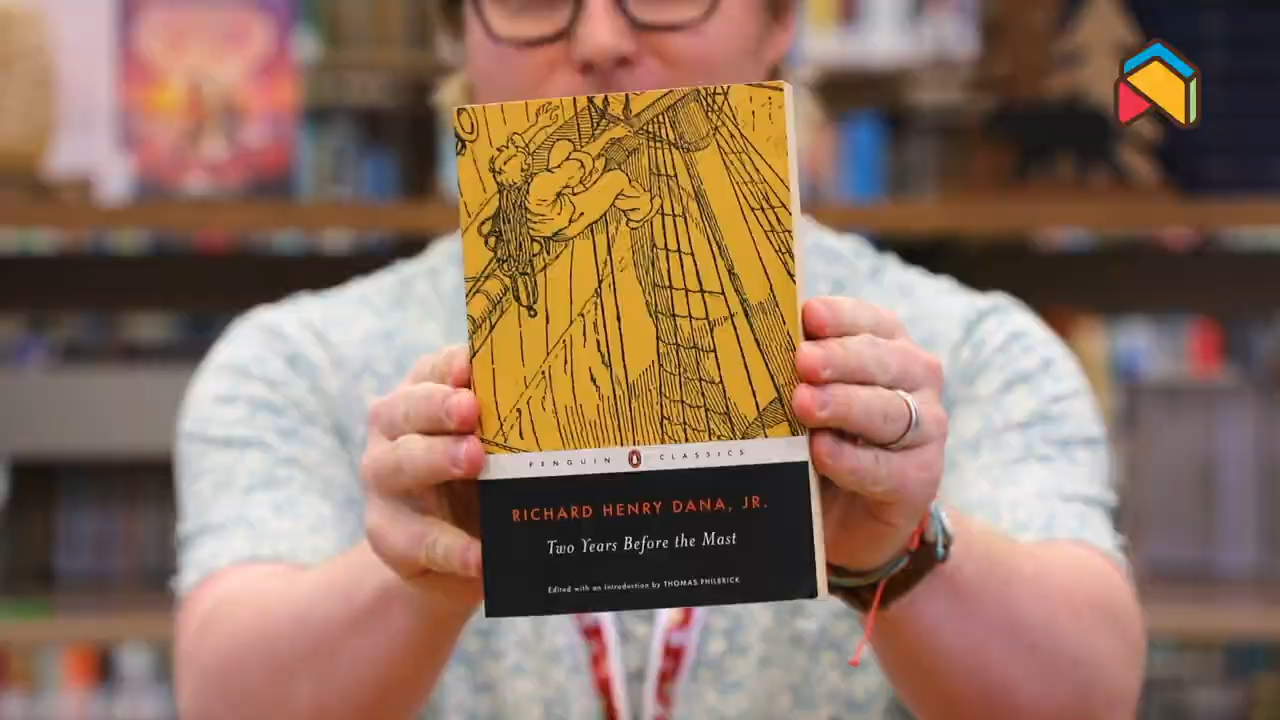 PENGUIN CLASSICS
RICHARD HENRY DANA, JR.
Two Years Before the Mast
Edited with an introduction by THOMAS PHILBRICK